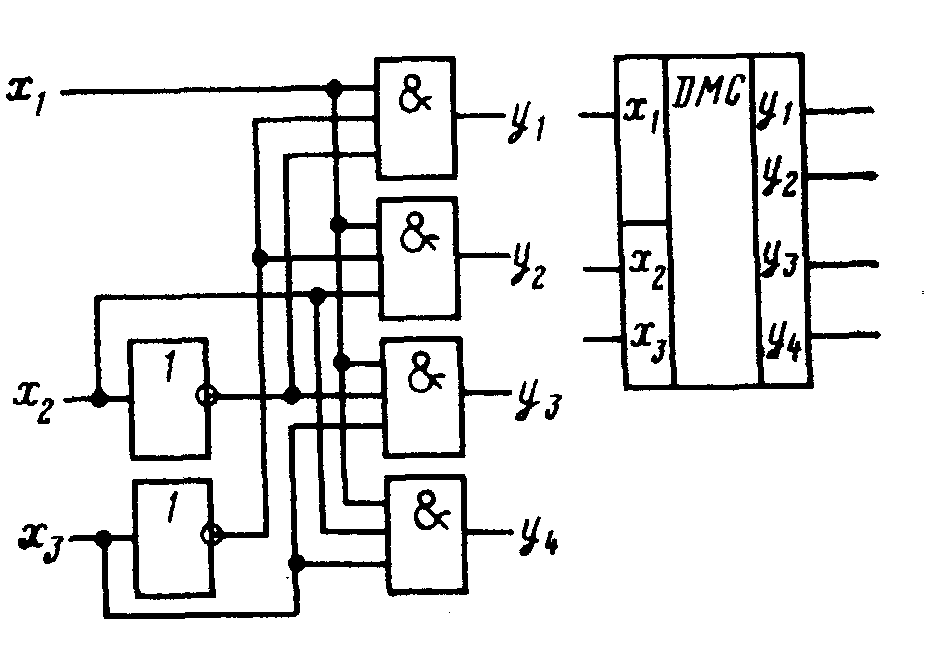 x₁
&
y₁
&
y₂
x₂
1
&
y₃
x₃
1
&
y₄
x₁
DMC
y₁
y₂
x₂
y₃
x₃
y₄